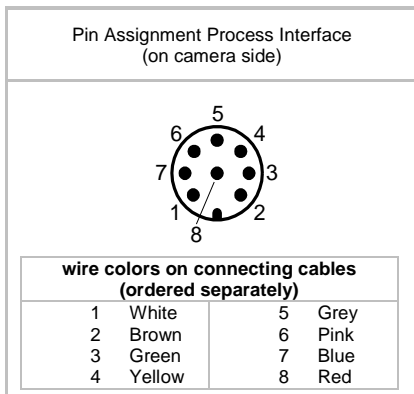 Pin Assignment Process Interface
(on camera side)
5
6 4
7 3
1 2
8
wire colors on connecting cables
(ordered separately)
1 White 5 Grey
2 Brown 6 Pink
3 Green 7 Blue
4 Yellow 8 Red